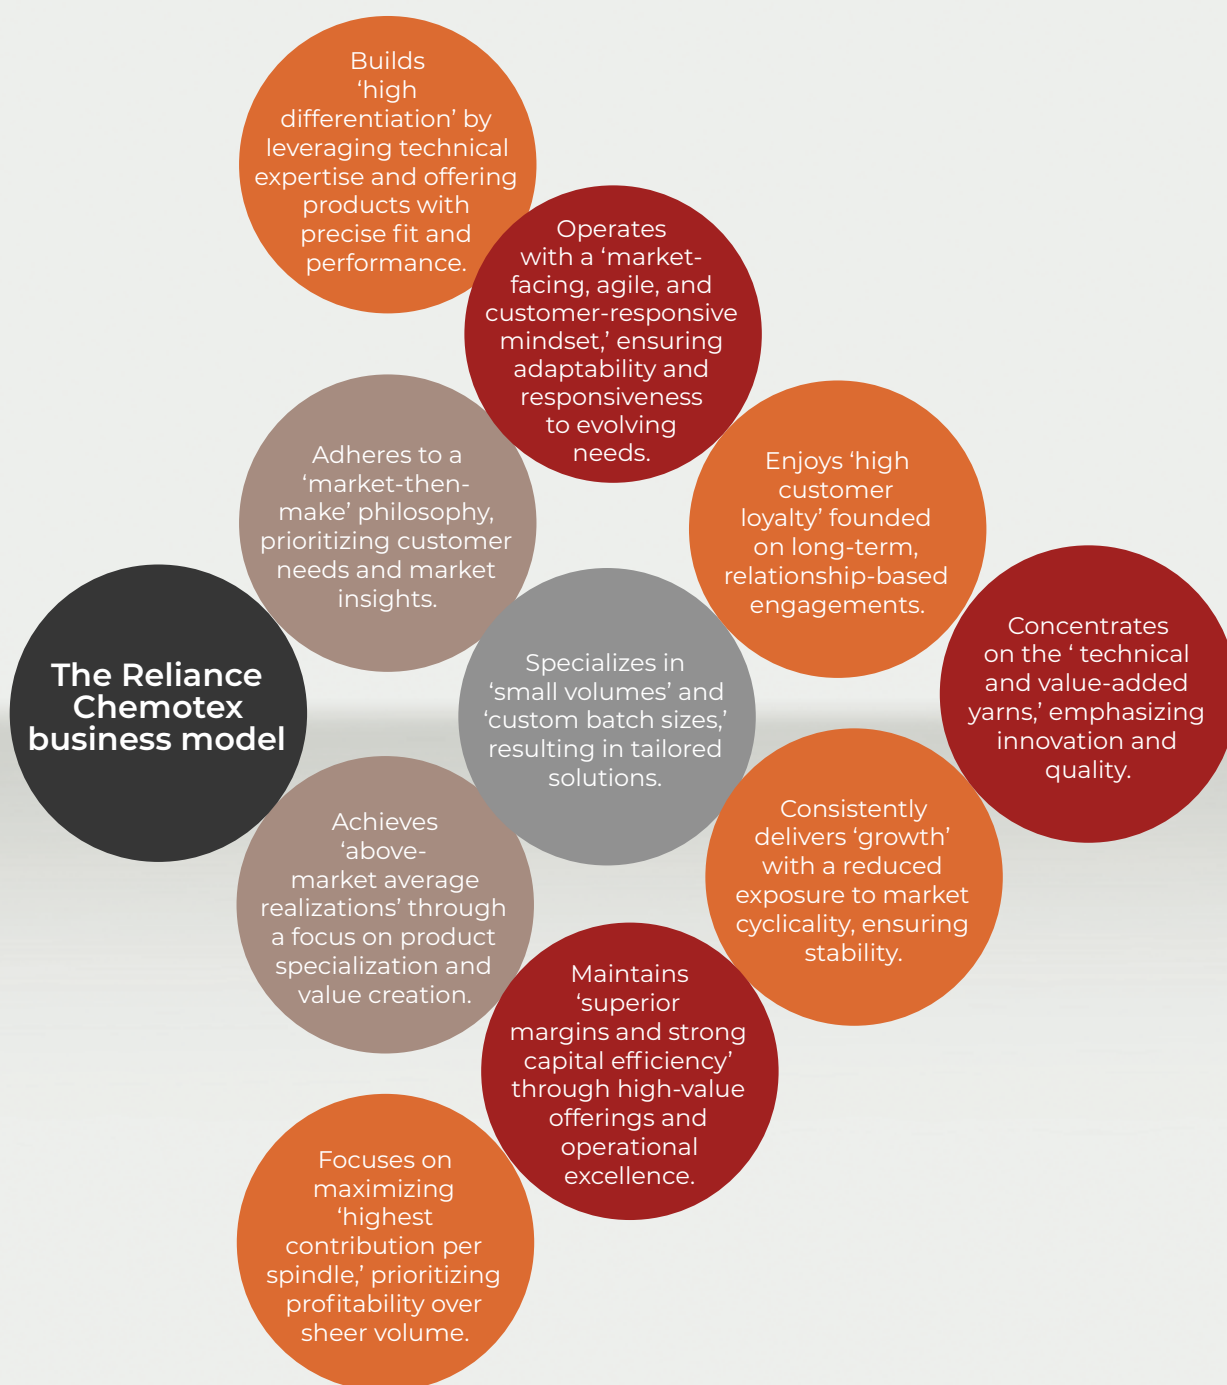 Builds
‘high
differentiation’ by
leveraging technical
expertise and offering
products with
precise fit and
performance.
Operates
with a ‘market-
facing, agile, and
customer-responsive
mindset,’ ensuring
adaptability and
responsiveness
to evolving
needs.
Adheres to a
‘market-then-
make’ philosophy,
prioritizing customer
needs and market
insights.
Enjoys ‘high
customer
loyalty’ founded
on long-term,
relationship-based
engagements.
The Reliance
Chemotex
business model
Specializes in
‘small volumes’ and
‘custom batch sizes,’
resulting in tailored
solutions.
Concentrates
on the ‘ technical
and value-added
yarns,’ emphasizing
innovation and
quality.
Achieves
‘above-
market average
realizations’ through
a focus on product
specialization and
value creation.
Consistently
delivers ‘growth’
with a reduced
exposure to market
cyclicality, ensuring
stability.
Maintains
‘superior
margins and strong
capital efficiency’
through high-value
offerings and
operational
excellence.
Focuses on
maximizing
‘highest
contribution per
spindle,’ prioritizing
profitability over
sheer volume.